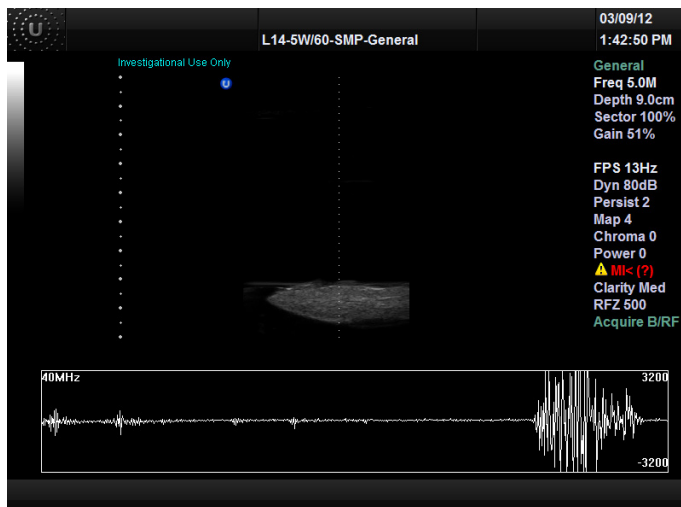 U
03/09/12
L14-5W/60-SMP-General
1:42:50 PM
Investigational Use Only
U
General
Freq 5.0M
Depth 9.0cm
Sector 100%
Gain 51%
FPS 13Hz
Dyn 80dB
Persist 2
Map 4
Chroma 0
Power 0
MI< (?)
Clarity Med
RFZ 500
Acquire B/RF
40MHz
3200
-3200